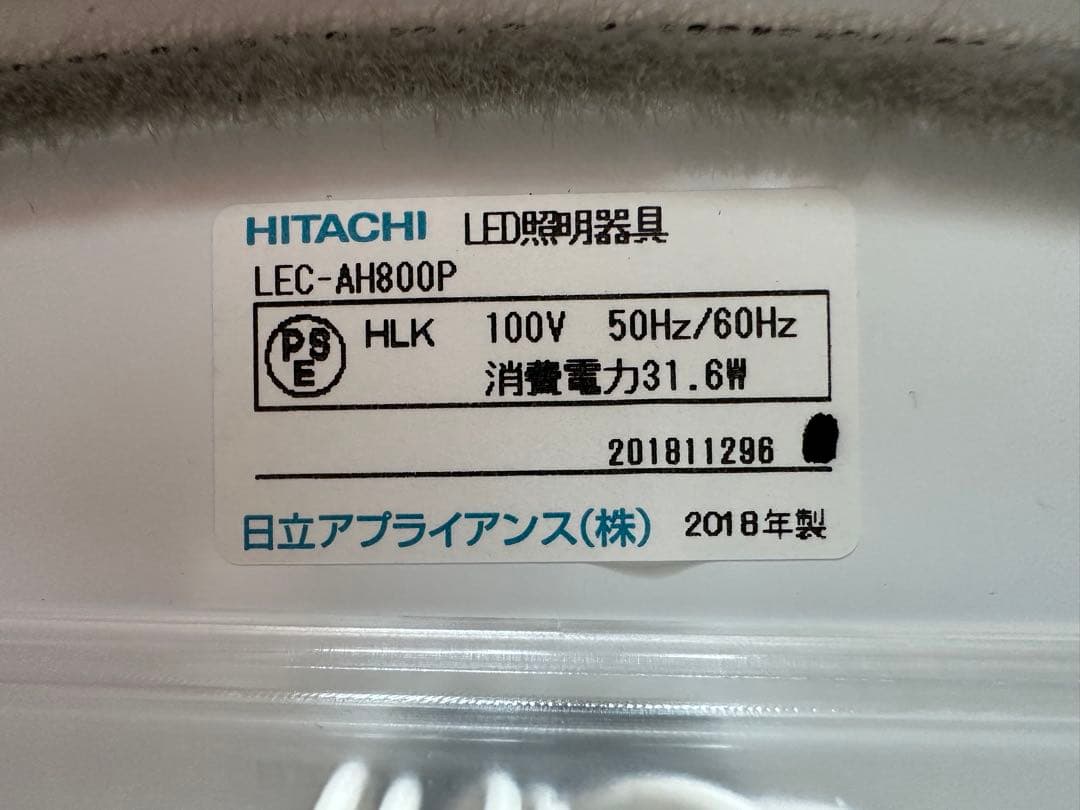 HITACHI LED照明器具
LEC-AH800P
PSE HLK 100V 50Hz/60Hz
消費電力31.6W
201811296
日立アプライアンス(株) 2018年製